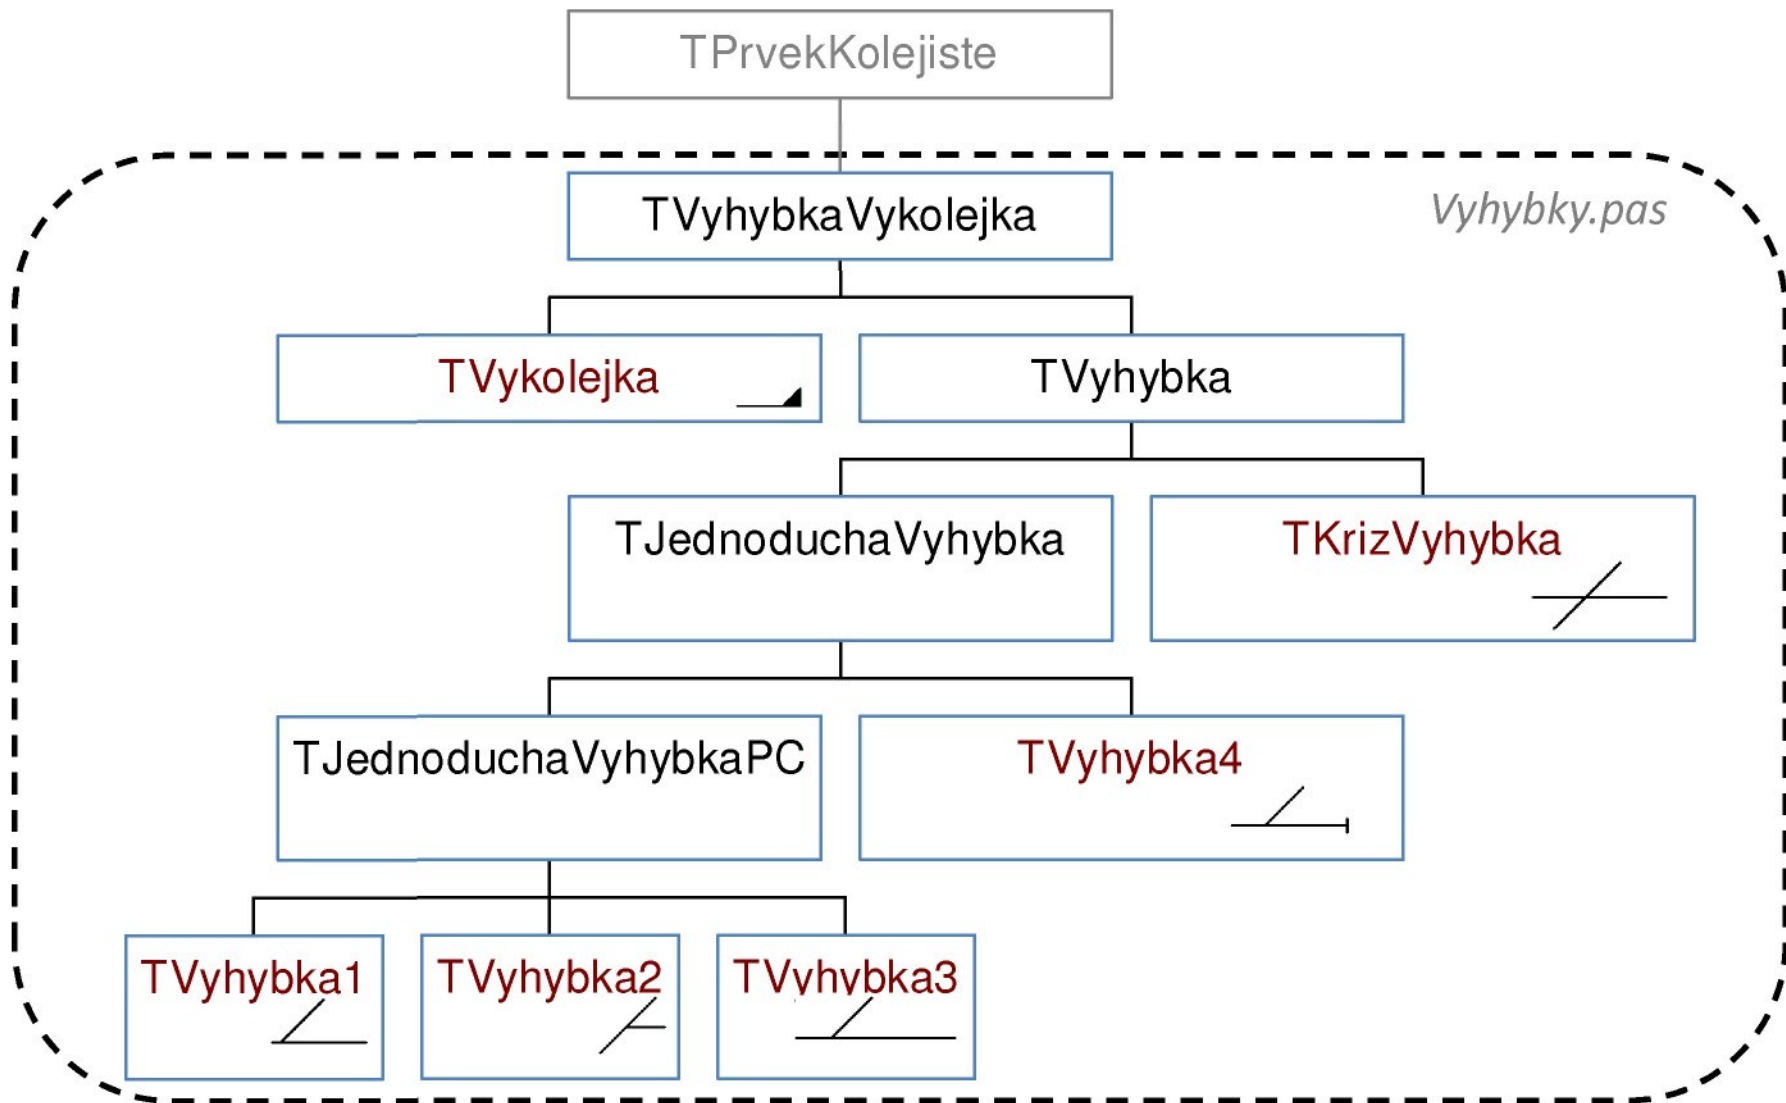 TPrvekKolejiste
TVyhybkaVykolejka
Vyhybky.pas
TVykolejka
TVyhybka
TJednoduchaVyhybka
TKrizVyhybka
TJednoduchaVyhybkaPC
TVyhybka4
TVyhybka1
TVyhybka2
TVyhybka3